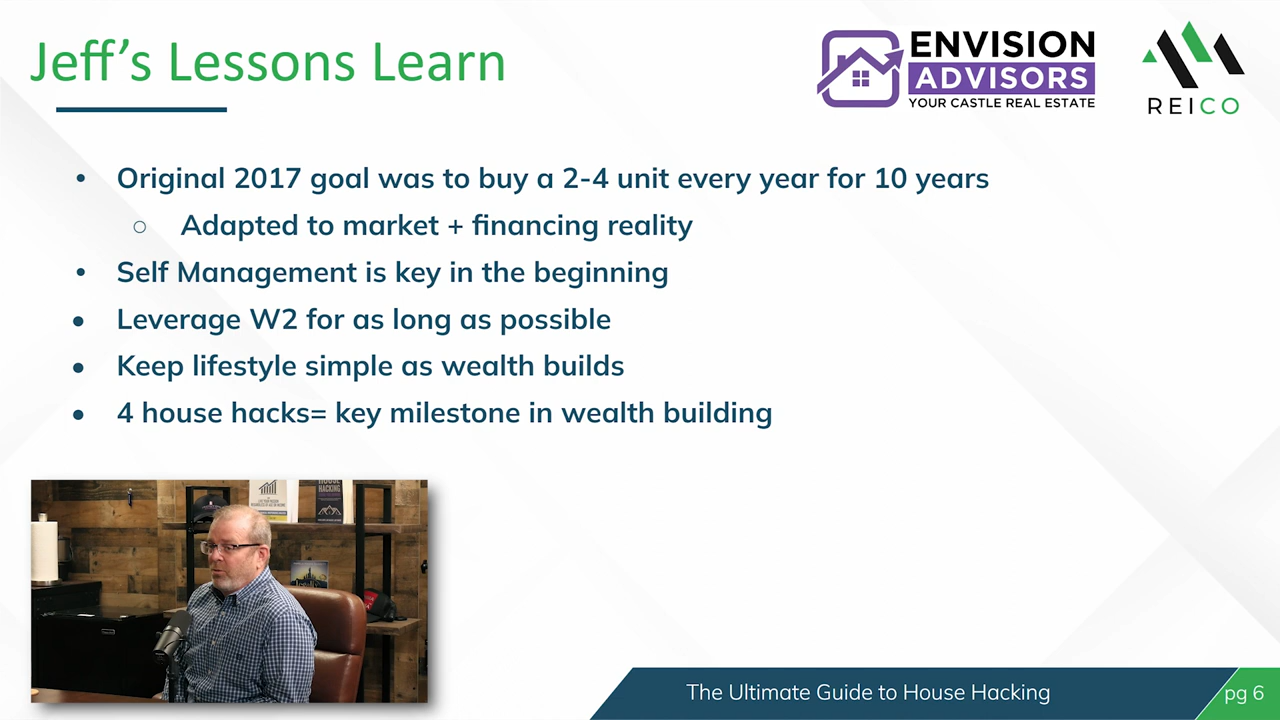 Jeff's Lessons Learn
ENVISION
ADVISORS
YOUR CASTLE REAL ESTATE
REICO
• Original 2017 goal was to buy a 2-4 unit every year for 10 years
○ Adapted to market + financing reality
• Self Management is key in the beginning
• Leverage W2 for as long as possible
• Keep lifestyle simple as wealth builds
• 4 house hacks= key milestone in wealth building
HOUSE
HACKING
The Ultimate Guide to House Hacking
pg 6